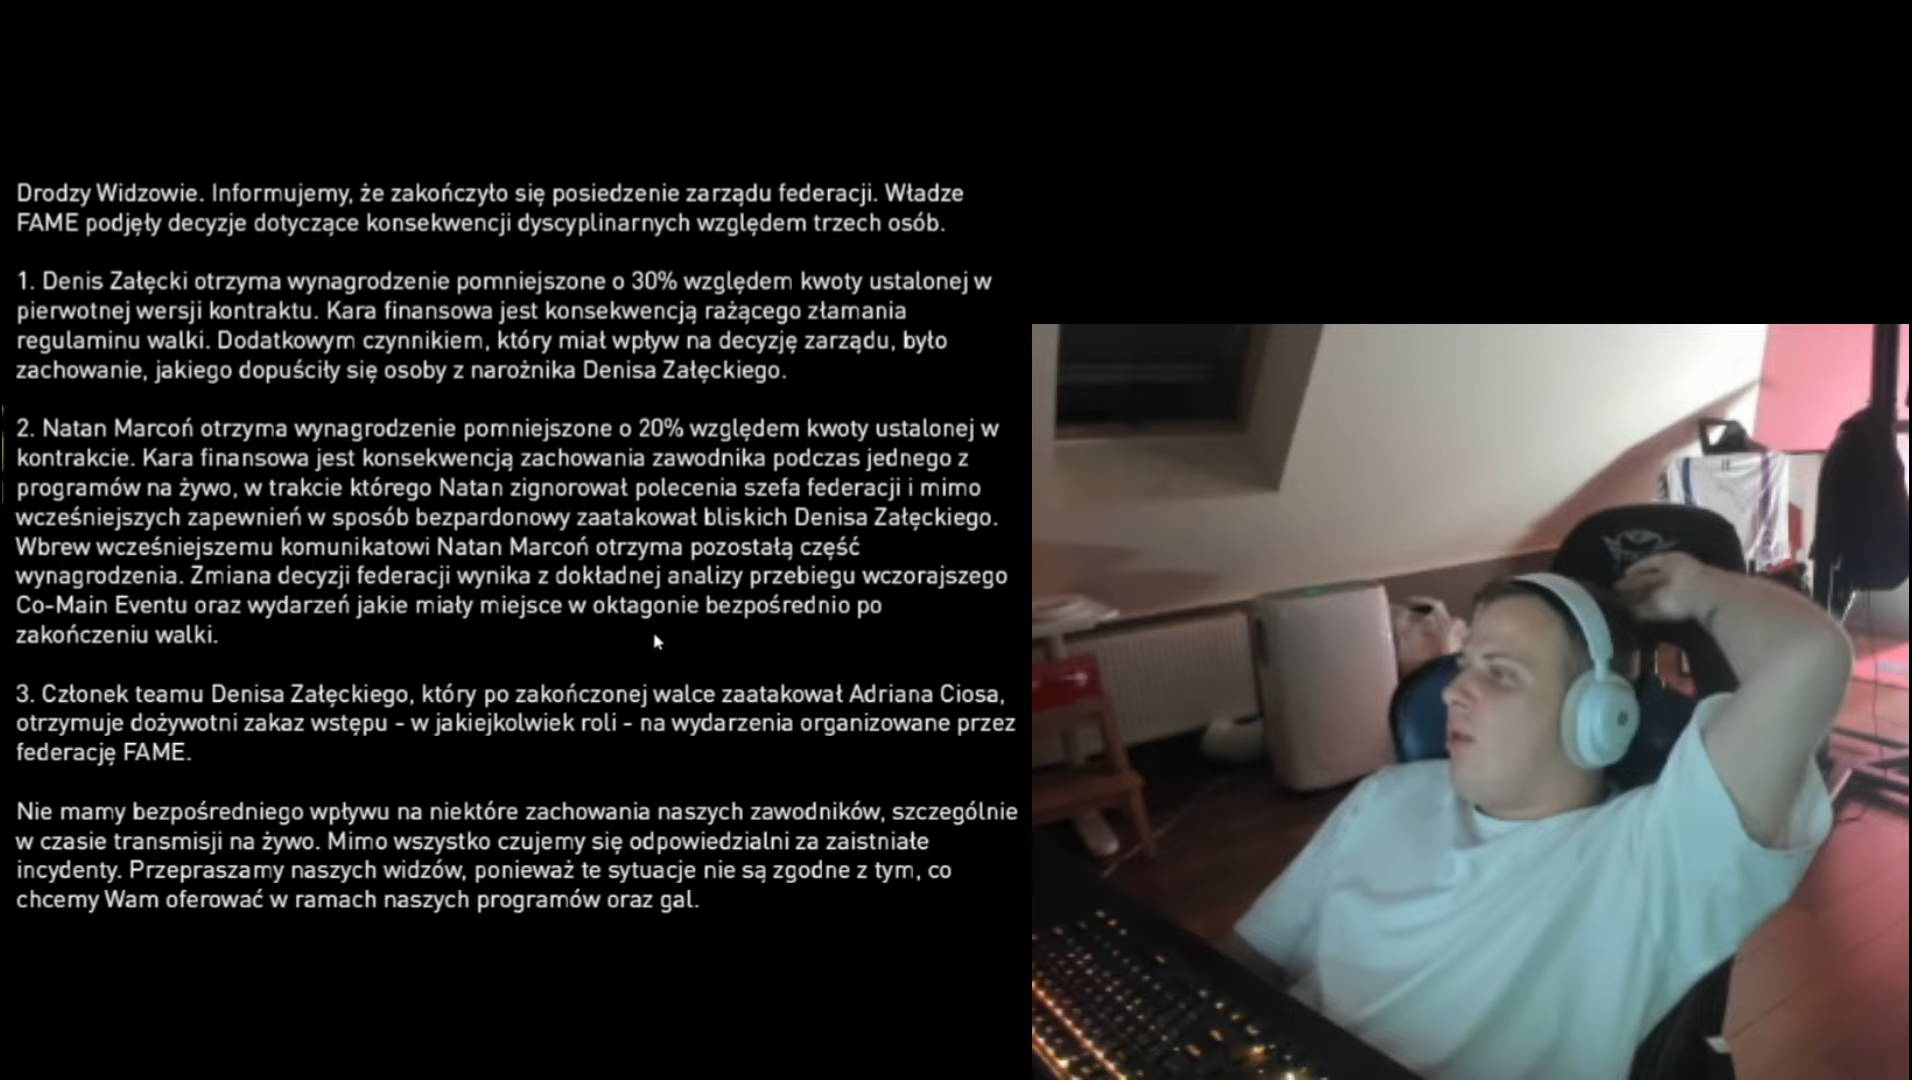 Drodzy Widzowie. Informujemy, że zakończyło się posiedzenie zarządu federacji. Władze
FAME podjęły decyzje dotyczące konsekwencji dyscyplinarnych względem trzech osób.
1. Denis Załęcki otrzyma wynagrodzenie pomniejszone o 30% względem kwoty ustalonej w
pierwotnej wersji kontraktu. Kara finansowa jest konsekwencją rażącego złamania
regulaminu walki. Dodatkowym czynnikiem, który miał wpływ na decyzję zarządu, było
zachowanie, jakiego dopuściły się osoby z narożnika Denisa Załęckiego.
2. Natan Marcoń otrzyma wynagrodzenie pomniejszone o 20% względem kwoty ustalonej w
kontrakcie. Kara finansowa jest konsekwencją zachowania zawodnika podczas jednego z
programów na żywo, w trakcie którego Natan zignorował polecenia szefa federacji i mimo
wcześniejszych zapewnień w sposób bezpardonowy zaatakował bliskich Denisa Załęckiego.
Wbrew wcześniejszemu komunikatowi Natan Marcoń otrzyma pozostałą część
wynagrodzenia. Zmiana decyzji federacji wynika z dokładnej analizy przebiegu wczorajszego
Co-Main Eventu oraz wydarzeń jakie miały miejsce w oktagonie bezpośrednio po
zakończeniu walki.
3. Członek teamu Denisa Załęckiego, który po zakończonej walce zaatakował Adriana Ciosa,
otrzymuje dożywotni zakaz wstępu - w jakiejkolwiek roli - na wydarzenia organizowane przez
federację FAME.
Nie mamy bezpośredniego wpływu na niektóre zachowania naszych zawodników, szczególnie
w czasie transmisji na żywo. Mimo wszystko czujemy się odpowiedzialni za zaistniałe
incydenty. Przepraszamy naszych widzów, ponieważ te sytuacje nie są zgodne z tym, co
chcemy Wam oferować w ramach naszych programów oraz gal.